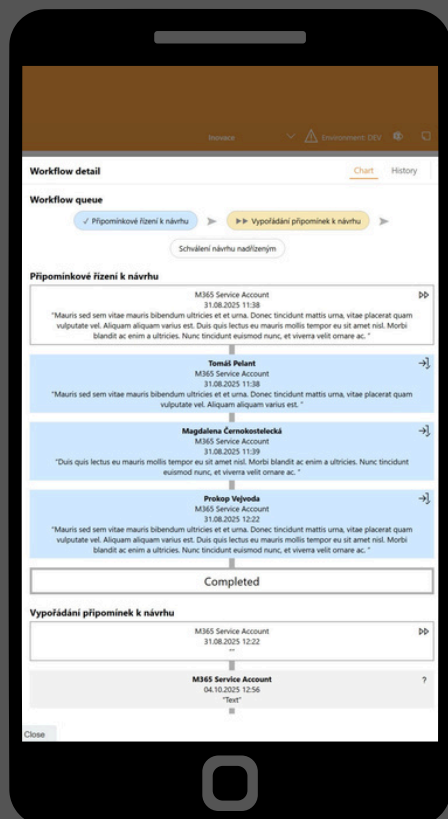 Inovace
Environment: DEV
Workflow detail
Chart
History
Workflow queue
✓ Připomínkové řízení k návrhu
Vypořádání připomínek k návrhu
Schválení návrhu nadřízeným
Připomínkové řízení k návrhu
M365 Service Account
31.08.2025 11:38
"Mauris sed sem vitae mauris bibendum ultricies et et urna. Donec tincidunt mattis urna, vitae placerat quam
vulputate vel. Aliquam aliquam varius est. Duis quis lectus eu mauris mollis tempor eu sit amet nisl. Morbi
blandit ac enim a ultricies. Nunc tincidunt euismod nunc, et viverra velit ornare ac. "
Tomáš Pelant
M365 Service Account
31.08.2025 11:38
"Mauris sed sem vitae mauris bibendum ultricies et et urna. Donec tincidunt mattis urna, vitae placerat quam
vulputate vel. Aliquam aliquam varius est. "
Magdalena Černokostelecká
M365 Service Account
31.08.2025 11:39
"Duis quis lectus eu mauris mollis tempor eu sit amet nisl. Morbi blandit ac enim a ultricies. Nunc tincidunt
euismod nunc, et viverra velit ornare ac. "
Prokop Vejvoda
M365 Service Account
31.08.2025 12:22
"Mauris sed sem vitae mauris bibendum ultricies et et urna. Donec tincidunt mattis urna, vitae placerat quam
vulputate vel. Aliquam aliquam varius est. Duis quis lectus eu mauris mollis tempor eu sit amet nisl. Morbi
blandit ac enim a ultricies. Nunc tincidunt euismod nunc, et viverra velit ornare ac. "
Completed
Vypořádání připomínek k návrhu
M365 Service Account
31.08.2025 12:22
""
M365 Service Account
?
04.10.2025 12:56
"Text"
Close